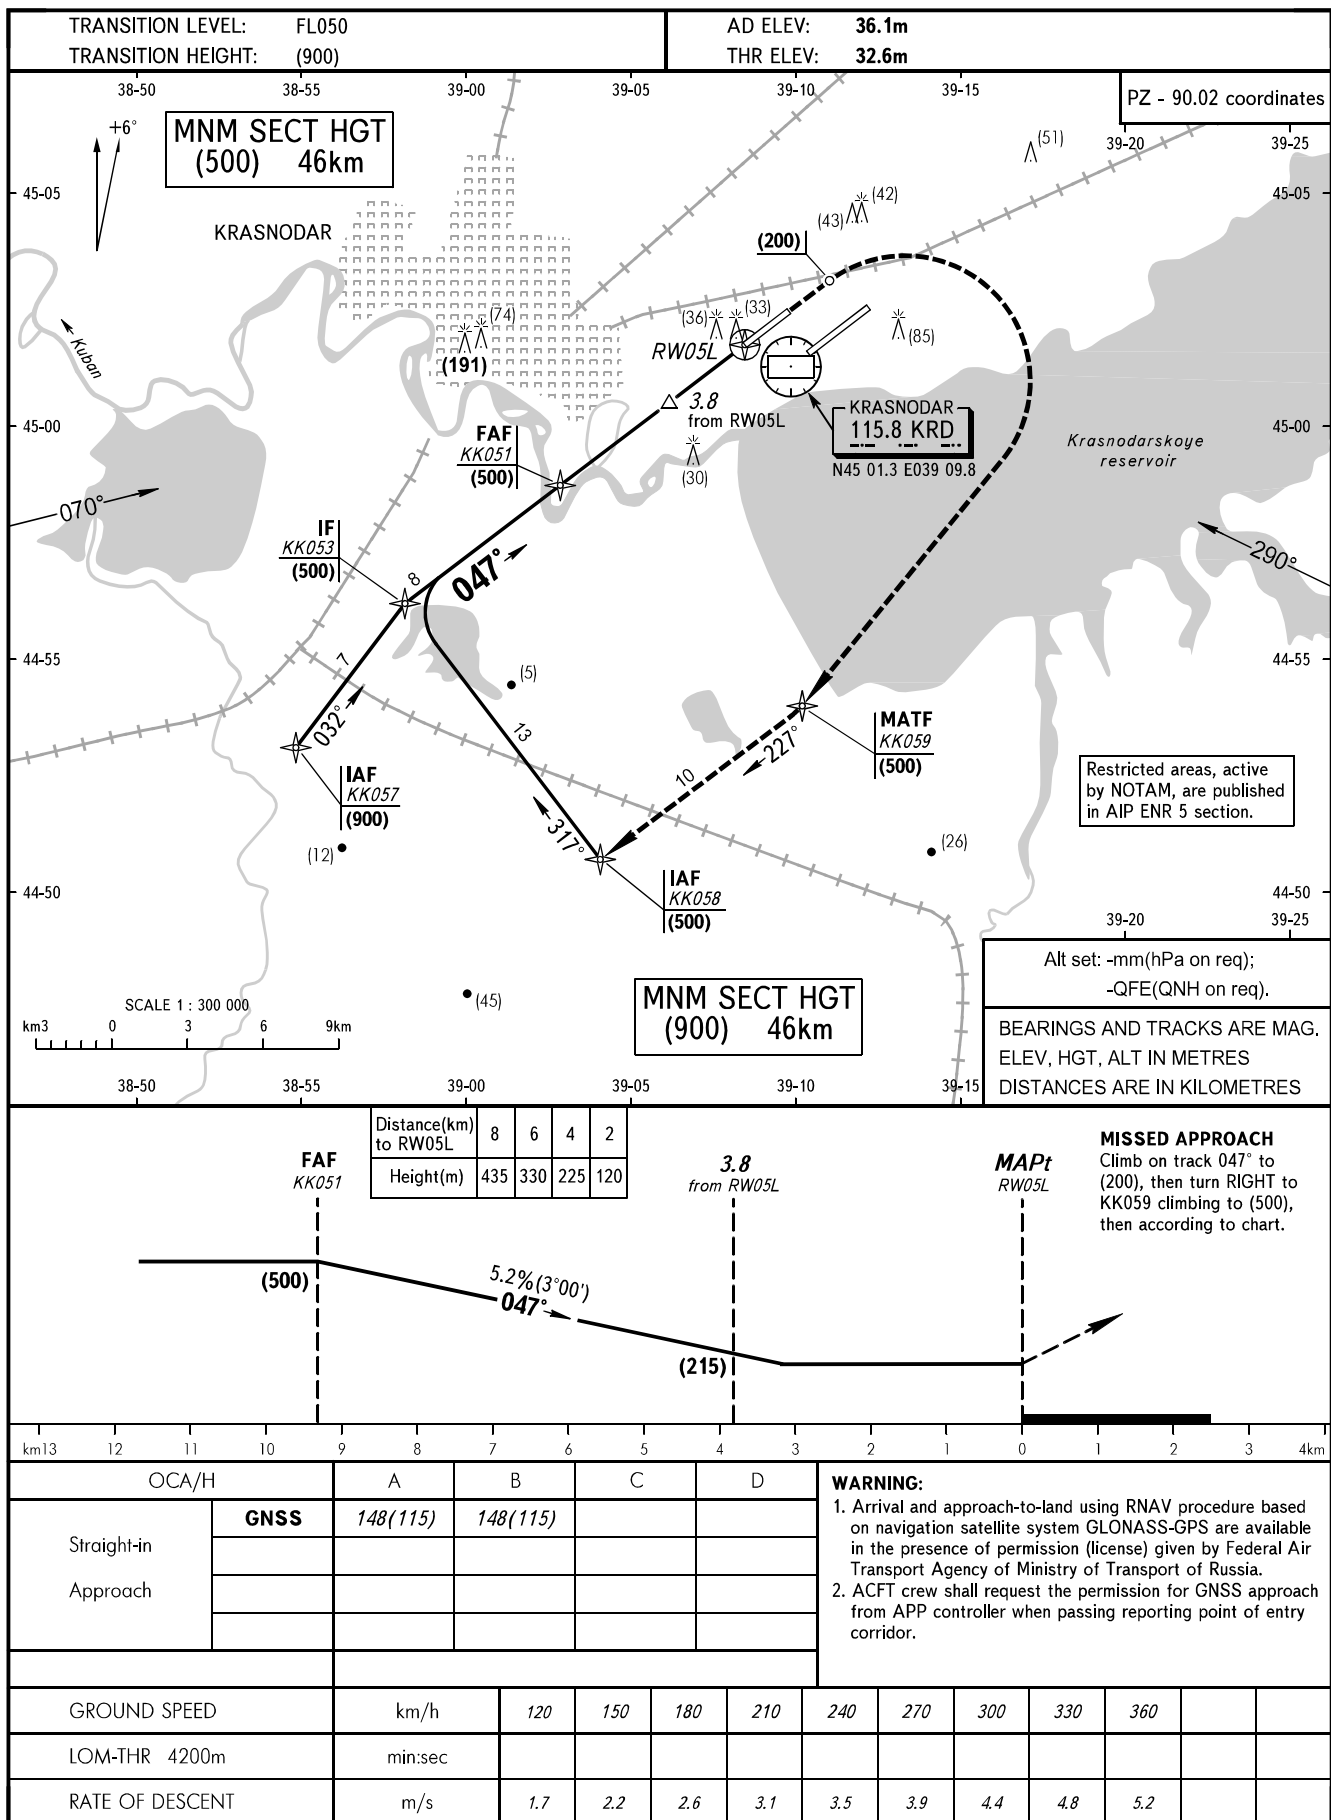 TRANSITION LEVEL: FL050
TRANSITION HEIGHT: (900)
AD ELEV: 36.1m
THR ELEV: 32.6m
38-50 38-55 39-00 39-05 39-10 39-15
PZ - 90.02 coordinates
39-20 39-25
+6°
MNM SECT HGT
(500) 46km
(51)
45-05
45-05
(42)
(43)
KRASNODAR
(200)
Kuban
(74)
(191)
(36)
(33)
(85)
RW05L
3.8
from RW05L
KRASNODAR
115.8 KRD
N45 01.3 E039 09.8
45-00
45-00
Krasnodarskoye
reservoir
FAF
KK051
(500)
(30)
070°
290°
IF
KK053
(500)
8
047°
44-55
44-55
7
032°
(5)
13
317°
MATF
KK059
(500)
227°
10
IAF
KK057
(900)
(12)
Restricted areas, active
by NOTAM, are published
in AIP ENR 5 section.
(26)
IAF
KK058
(500)
44-50
44-50
39-20 39-25
Alt set: -mm(hPa on req);
-QFE(QNH on req).
(45)
MNM SECT HGT
(900) 46km
SCALE 1 : 300 000
km3 0 3 6 9km
BEARINGS AND TRACKS ARE MAG.
ELEV, HGT, ALT IN METRES
DISTANCES ARE IN KILOMETRES
38-50 38-55 39-00 39-05 39-10 39-15
Distance(km)
to RW05L 8 6 4 2
Height(m) 435 330 225 120
FAF
KK051
3.8
from RW05L
MAPt
RW05L
MISSED APPROACH
Climb on track 047° to
(200), then turn RIGHT to
KK059 climbing to (500),
then according to chart.
(500)
5.2%(3°00')
047°
(215)
km13 12 11 10 9 8 7 6 5 4 3 2 1 0 1 2 3 4km
OCA/H A B C D
Straight-in
Approach
GNSS 148(115) 148(115)
WARNING:
1. Arrival and approach-to-land using RNAV procedure based
on navigation satellite system GLONASS-GPS are available
in the presence of permission (license) given by Federal Air
Transport Agency of Ministry of Transport of Russia.
2. ACFT crew shall request the permission for GNSS approach
from APP controller when passing reporting point of entry
corridor.
GROUND SPEED km/h 120 150 180 210 240 270 300 330 360
LOM-THR 4200m min:sec
RATE OF DESCENT m/s 1.7 2.2 2.6 3.1 3.5 3.9 4.4 4.8 5.2